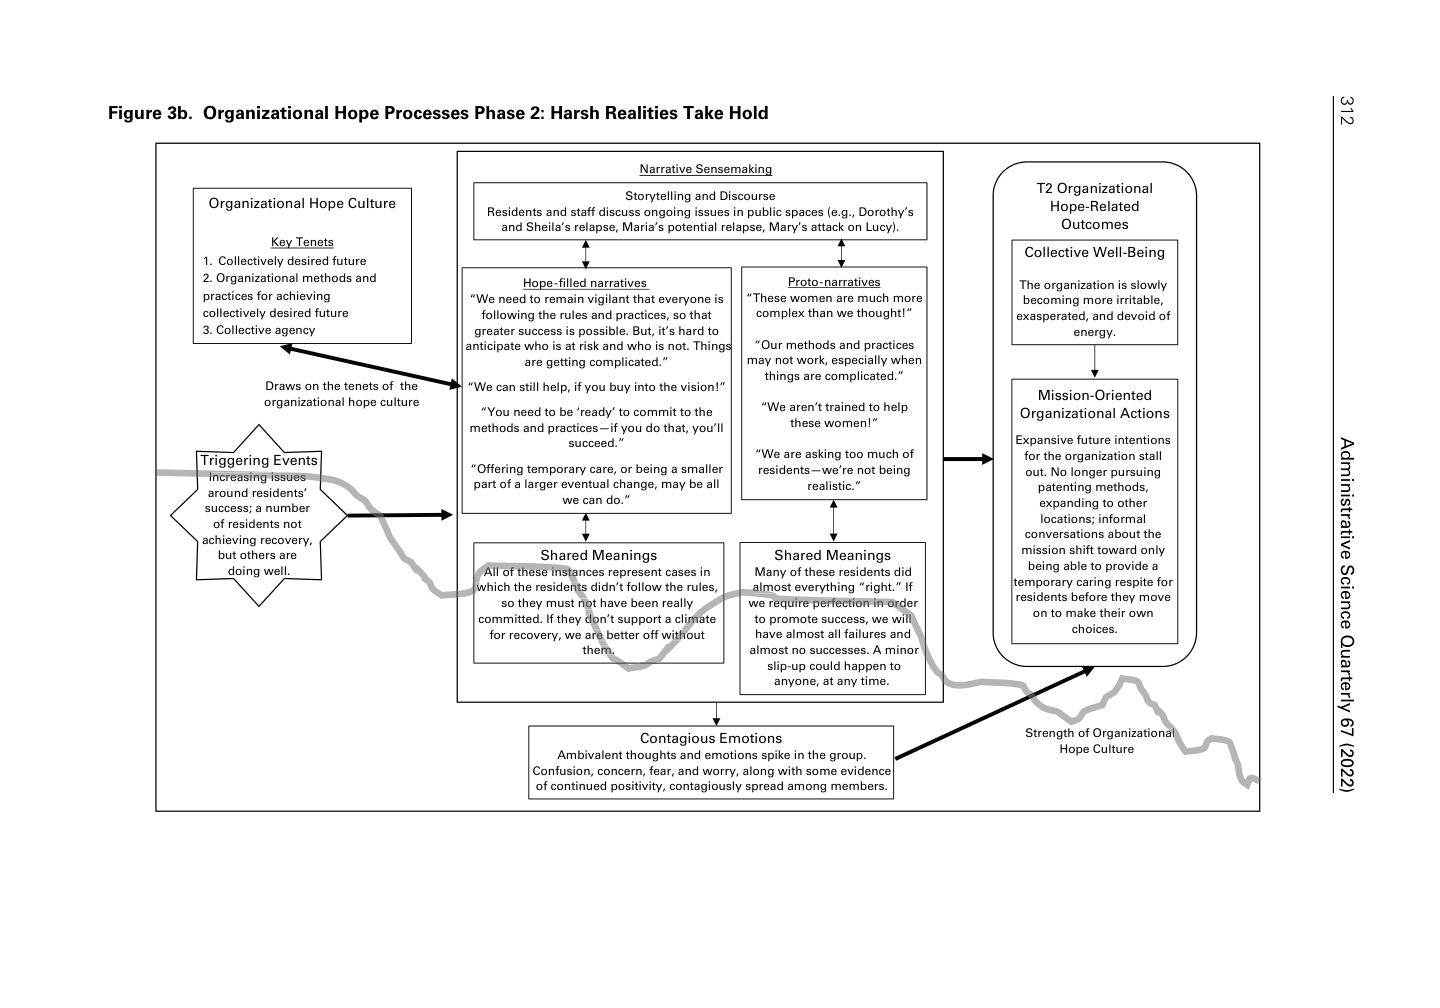 Figure 3b. Organizational Hope Processes Phase 2: Harsh Realities Take Hold
312
Administrative Science Quarterly 67 (2022)
Organizational Hope Culture
Key Tenets
1. Collectively desired future
2. Organizational methods and
practices for achieving
collectively desired future
3. Collective agency
Draws on the tenets of the
organizational hope culture
Triggering Events
Increasing issues
around residents’
success; a number
of residents not
achieving recovery,
but others are
doing well.
Narrative Sensemaking
Storytelling and Discourse
Residents and staff discuss ongoing issues in public spaces (e.g., Dorothy’s
and Sheila’s relapse, Maria’s potential relapse, Mary’s attack on Lucy).
Hope-filled narratives
“We need to remain vigilant that everyone is
following the rules and practices, so that
greater success is possible. But, it’s hard to
anticipate who is at risk and who is not. Things
are getting complicated.”
“We can still help, if you buy into the vision!”
“You need to be ‘ready’ to commit to the
methods and practices—if you do that, you’ll
succeed.”
“Offering temporary care, or being a smaller
part of a larger eventual change, may be all
we can do.”
Proto-narratives
“These women are much more
complex than we thought!”
“Our methods and practices
may not work, especially when
things are complicated.”
“We aren’t trained to help
these women!”
“We are asking too much of
residents—we’re not being
realistic.”
Shared Meanings
All of these instances represent cases in
which the residents didn’t follow the rules,
so they must not have been really
committed. If they don’t support a climate
for recovery, we are better off without
them.
Shared Meanings
Many of these residents did
almost everything “right.” If
we require perfection in order
to promote success, we will
have almost all failures and
almost no successes. A minor
slip-up could happen to
anyone, at any time.
Contagious Emotions
Ambivalent thoughts and emotions spike in the group.
Confusion, concern, fear, and worry, along with some evidence
of continued positivity, contagiously spread among members.
T2 Organizational
Hope-Related
Outcomes
Collective Well-Being
The organization is slowly
becoming more irritable,
exasperated, and devoid of
energy.
Mission-Oriented
Organizational Actions
Expansive future intentions
for the organization stall
out. No longer pursuing
patenting methods,
expanding to other
locations; informal
conversations about the
mission shift toward only
being able to provide a
temporary caring respite for
residents before they move
on to make their own
choices.
Strength of Organizational
Hope Culture